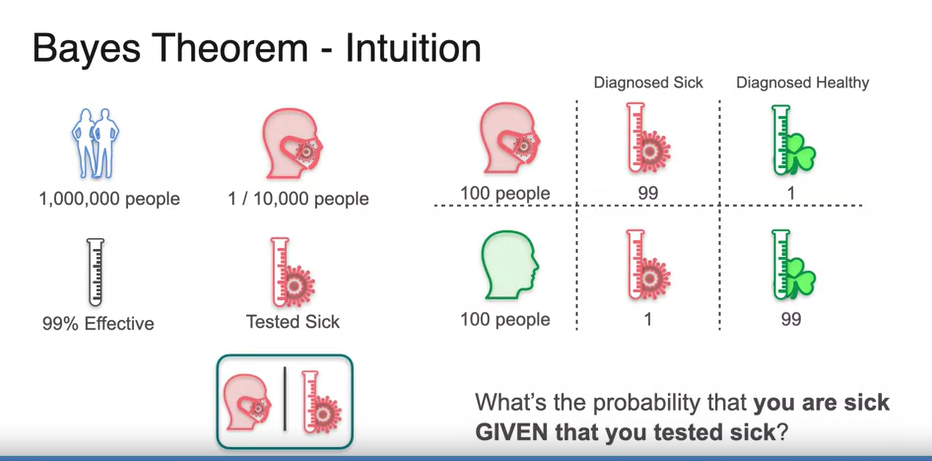 Bayes Theorem - Intuition
Diagnosed Sick
Diagnosed Healthy
1,000,000 people
1 / 10,000 people
100 people
99
1
99% Effective
Tested Sick
100 people
1
99
What's the probability that you are sick
GIVEN that you tested sick?